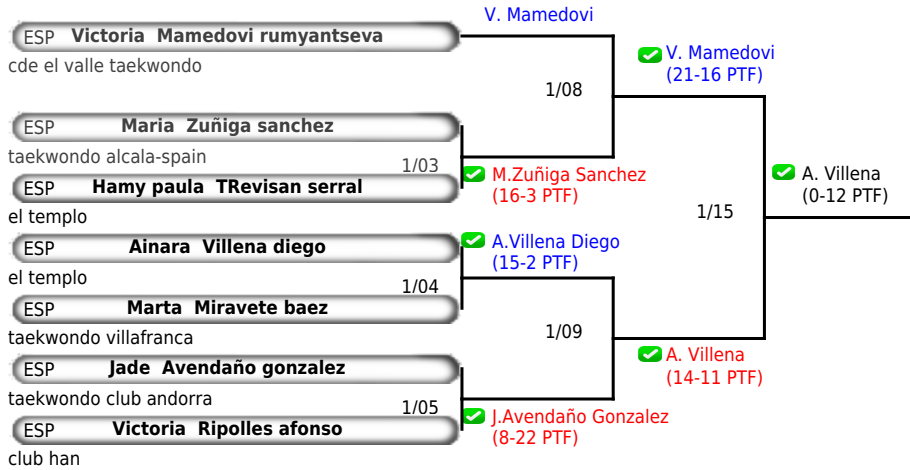 V. Mamedovi
ESP Victoria Mamedovi rumyantseva
cde el valle taekwondo
V. Mamedovi
(21-16 PTF)
1/08
ESP Maria Zuñiga sanchez
taekwondo alcala-spain
1/03
M.Zuñiga Sanchez
(16-3 PTF)
ESP Hamy paula TRevisan serral
el templo
A. Villena
(0-12 PTF)
1/15
ESP Ainara Villena diego
el templo
A.Villena Diego
(15-2 PTF)
1/04
ESP Marta Miravete baez
taekwondo villafranca
1/09
A. Villena
(14-11 PTF)
ESP Jade Avendaño gonzalez
taekwondo club andorra
1/05
J.Avendaño Gonzalez
(8-22 PTF)
ESP Victoria Ripolles afonso
club han